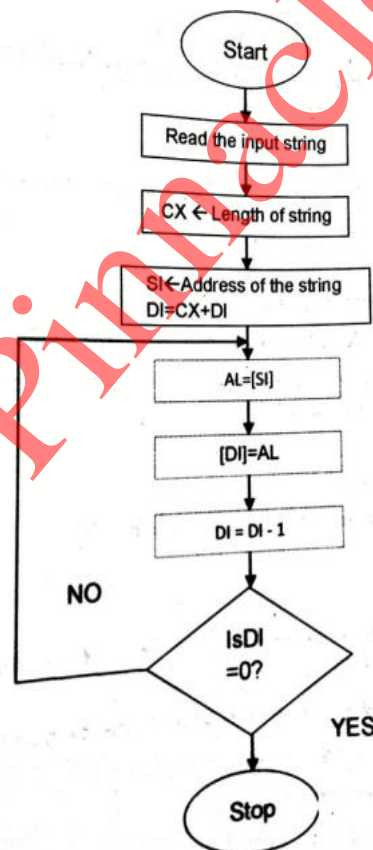 Start
Read the input string
CX ← Length of string
SI←Address of the string
DI=CX+DI
AL=[SI]
[DI]=AL
DI = DI - 1
NO
IsDI
=0?
YES
Stop